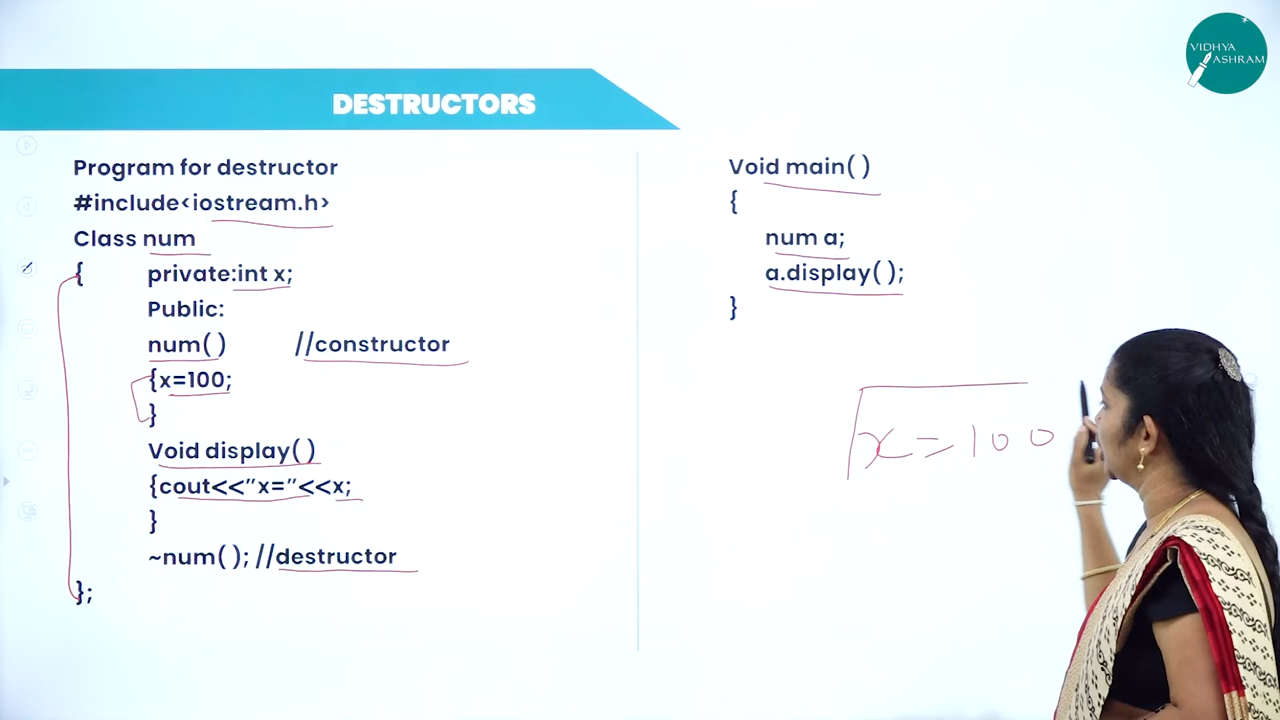 VIDHYA
ASHRAM
DESTRUCTORS
Program for destructor
#include<iostream.h>
Class num
{ private:int x;
Public:
num( ) //constructor
{x=100;
}
Void display( )
{cout<<"x="<<x;
}
~num( ); //destructor
};
Void main( )
{
num a;
a.display( );
}
x=100